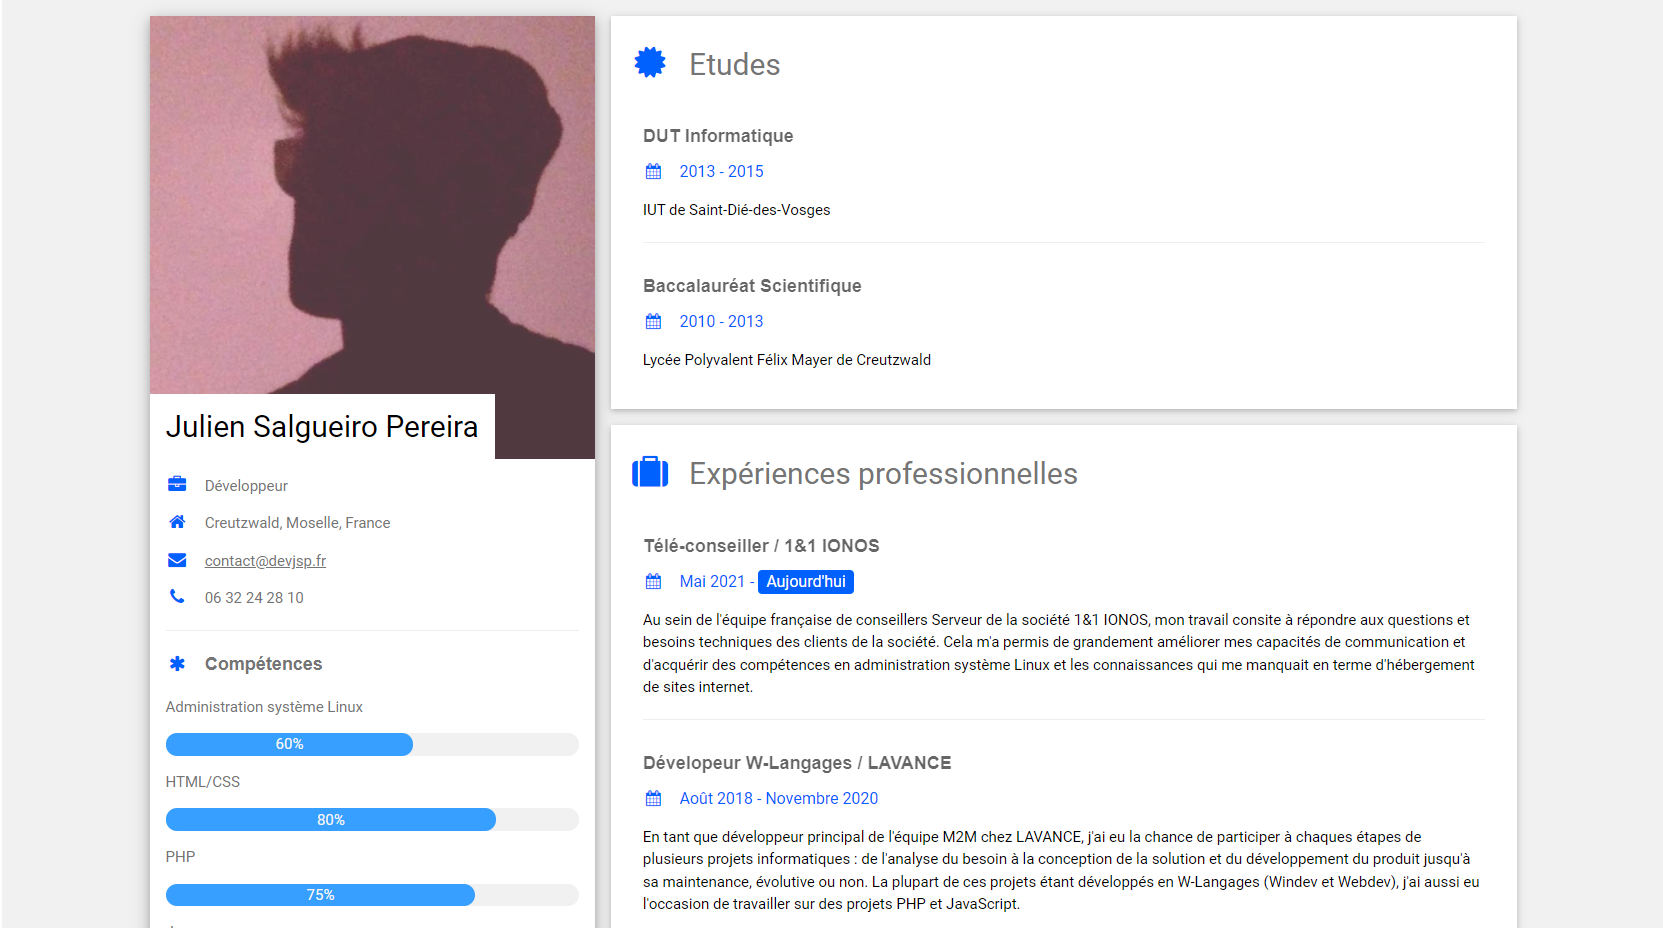 Julien Salgueiro Pereira
Développeur
Creutzwald, Moselle, France
contact@devjsp.fr
06 32 24 28 10
Compétences
Administration système Linux
60%
HTML/CSS
80%
PHP
75%
Etudes
DUT Informatique
2013 - 2015
IUT de Saint-Dié-des-Vosges
Baccalauréat Scientifique
2010 - 2013
Lycée Polyvalent Félix Mayer de Creutzwald
Expériences professionnelles
Télé-conseiller / 1&1 IONOS
Mai 2021 - Aujourd'hui
Au sein de l'équipe française de conseillers Serveur de la société 1&1 IONOS, mon travail consite à répondre aux questions et
besoins techniques des clients de la société. Cela m'a permis de grandement améliorer mes capacités de communication et
d'acquérir des compétences en administration système Linux et les connaissances qui me manquait en terme d'hébergement
de sites internet.
Dévelopeur W-Langages / LAVANCE
Août 2018 - Novembre 2020
En tant que développeur principal de l'équipe M2M chez LAVANCE, j'ai eu la chance de participer à chaques étapes de
plusieurs projets informatiques : de l'analyse du besoin à la conception de la solution et du développement du produit jusqu'à
sa maintenance, évolutive ou non. La plupart de ces projets étant développés en W-Langages (Windev et Webdev), j'ai aussi eu
l'occasion de travailler sur des projets PHP et JavaScript.